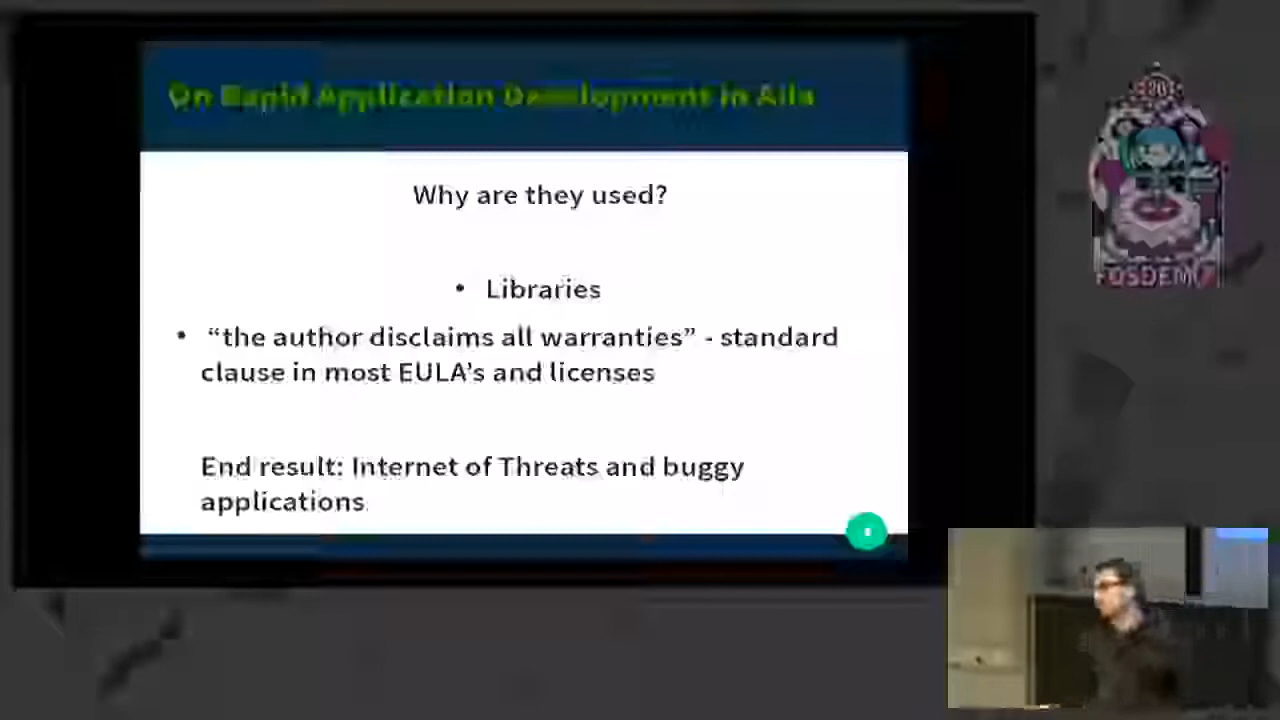 On Rapid Application Development in Ada
Why are they used?
• Libraries
• “the author disclaims all warranties” - standard
clause in most EULA’s and licenses
End result: Internet of Threats and buggy
applications
FOSDEM